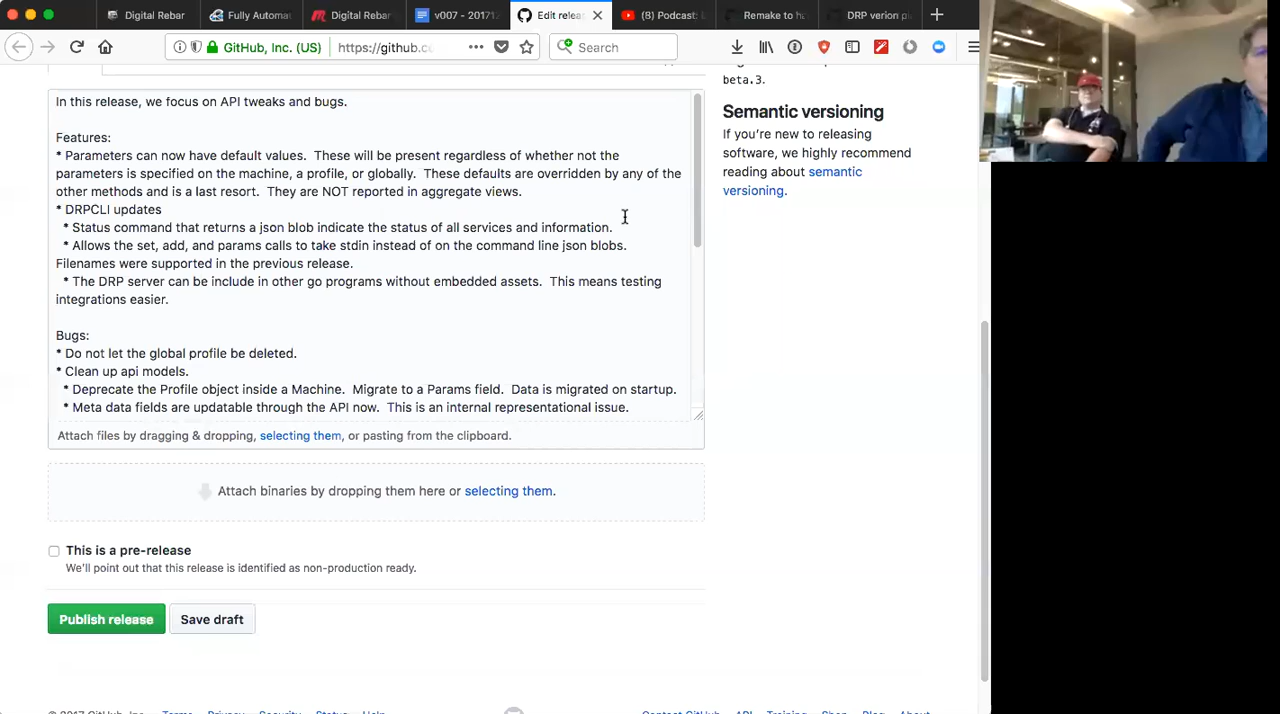 Digital Rebar
Fully Automat
Digital Rebar
v007 - 20171
Edit relea
(8) Podcast:
Remake to h
DRP verion pl
GitHub, Inc. (US)
https://github.c
Search
beta.3.
Semantic versioning
If you're new to releasing
software, we highly recommend
reading about semantic
versioning.
In this release, we focus on API tweaks and bugs.
Features:
* Parameters can now have default values.  These will be present regardless of whether not the
parameters is specified on the machine, a profile, or globally.  These defaults are overridden by any of the
other methods and is a last resort.  They are NOT reported in aggregate views.
* DRPCLI updates
* Status command that returns a json blob indicate the status of all services and information.
* Allows the set, add, and params calls to take stdin instead of on the command line json blobs.
Filenames were supported in the previous release.
* The DRP server can be include in other go programs without embedded assets.  This means testing
integrations easier.
Bugs:
* Do not let the global profile be deleted.
* Clean up api models.
* Deprecate the Profile object inside a Machine.  Migrate to a Params field.  Data is migrated on startup.
* Meta data fields are updatable through the API now.  This is an internal representational issue.
Attach files by dragging & dropping, selecting them, or pasting from the clipboard.
Attach binaries by dropping them here or selecting them.
This is a pre-release
We'll point out that this release is identified as non-production ready.
Publish release
Save draft